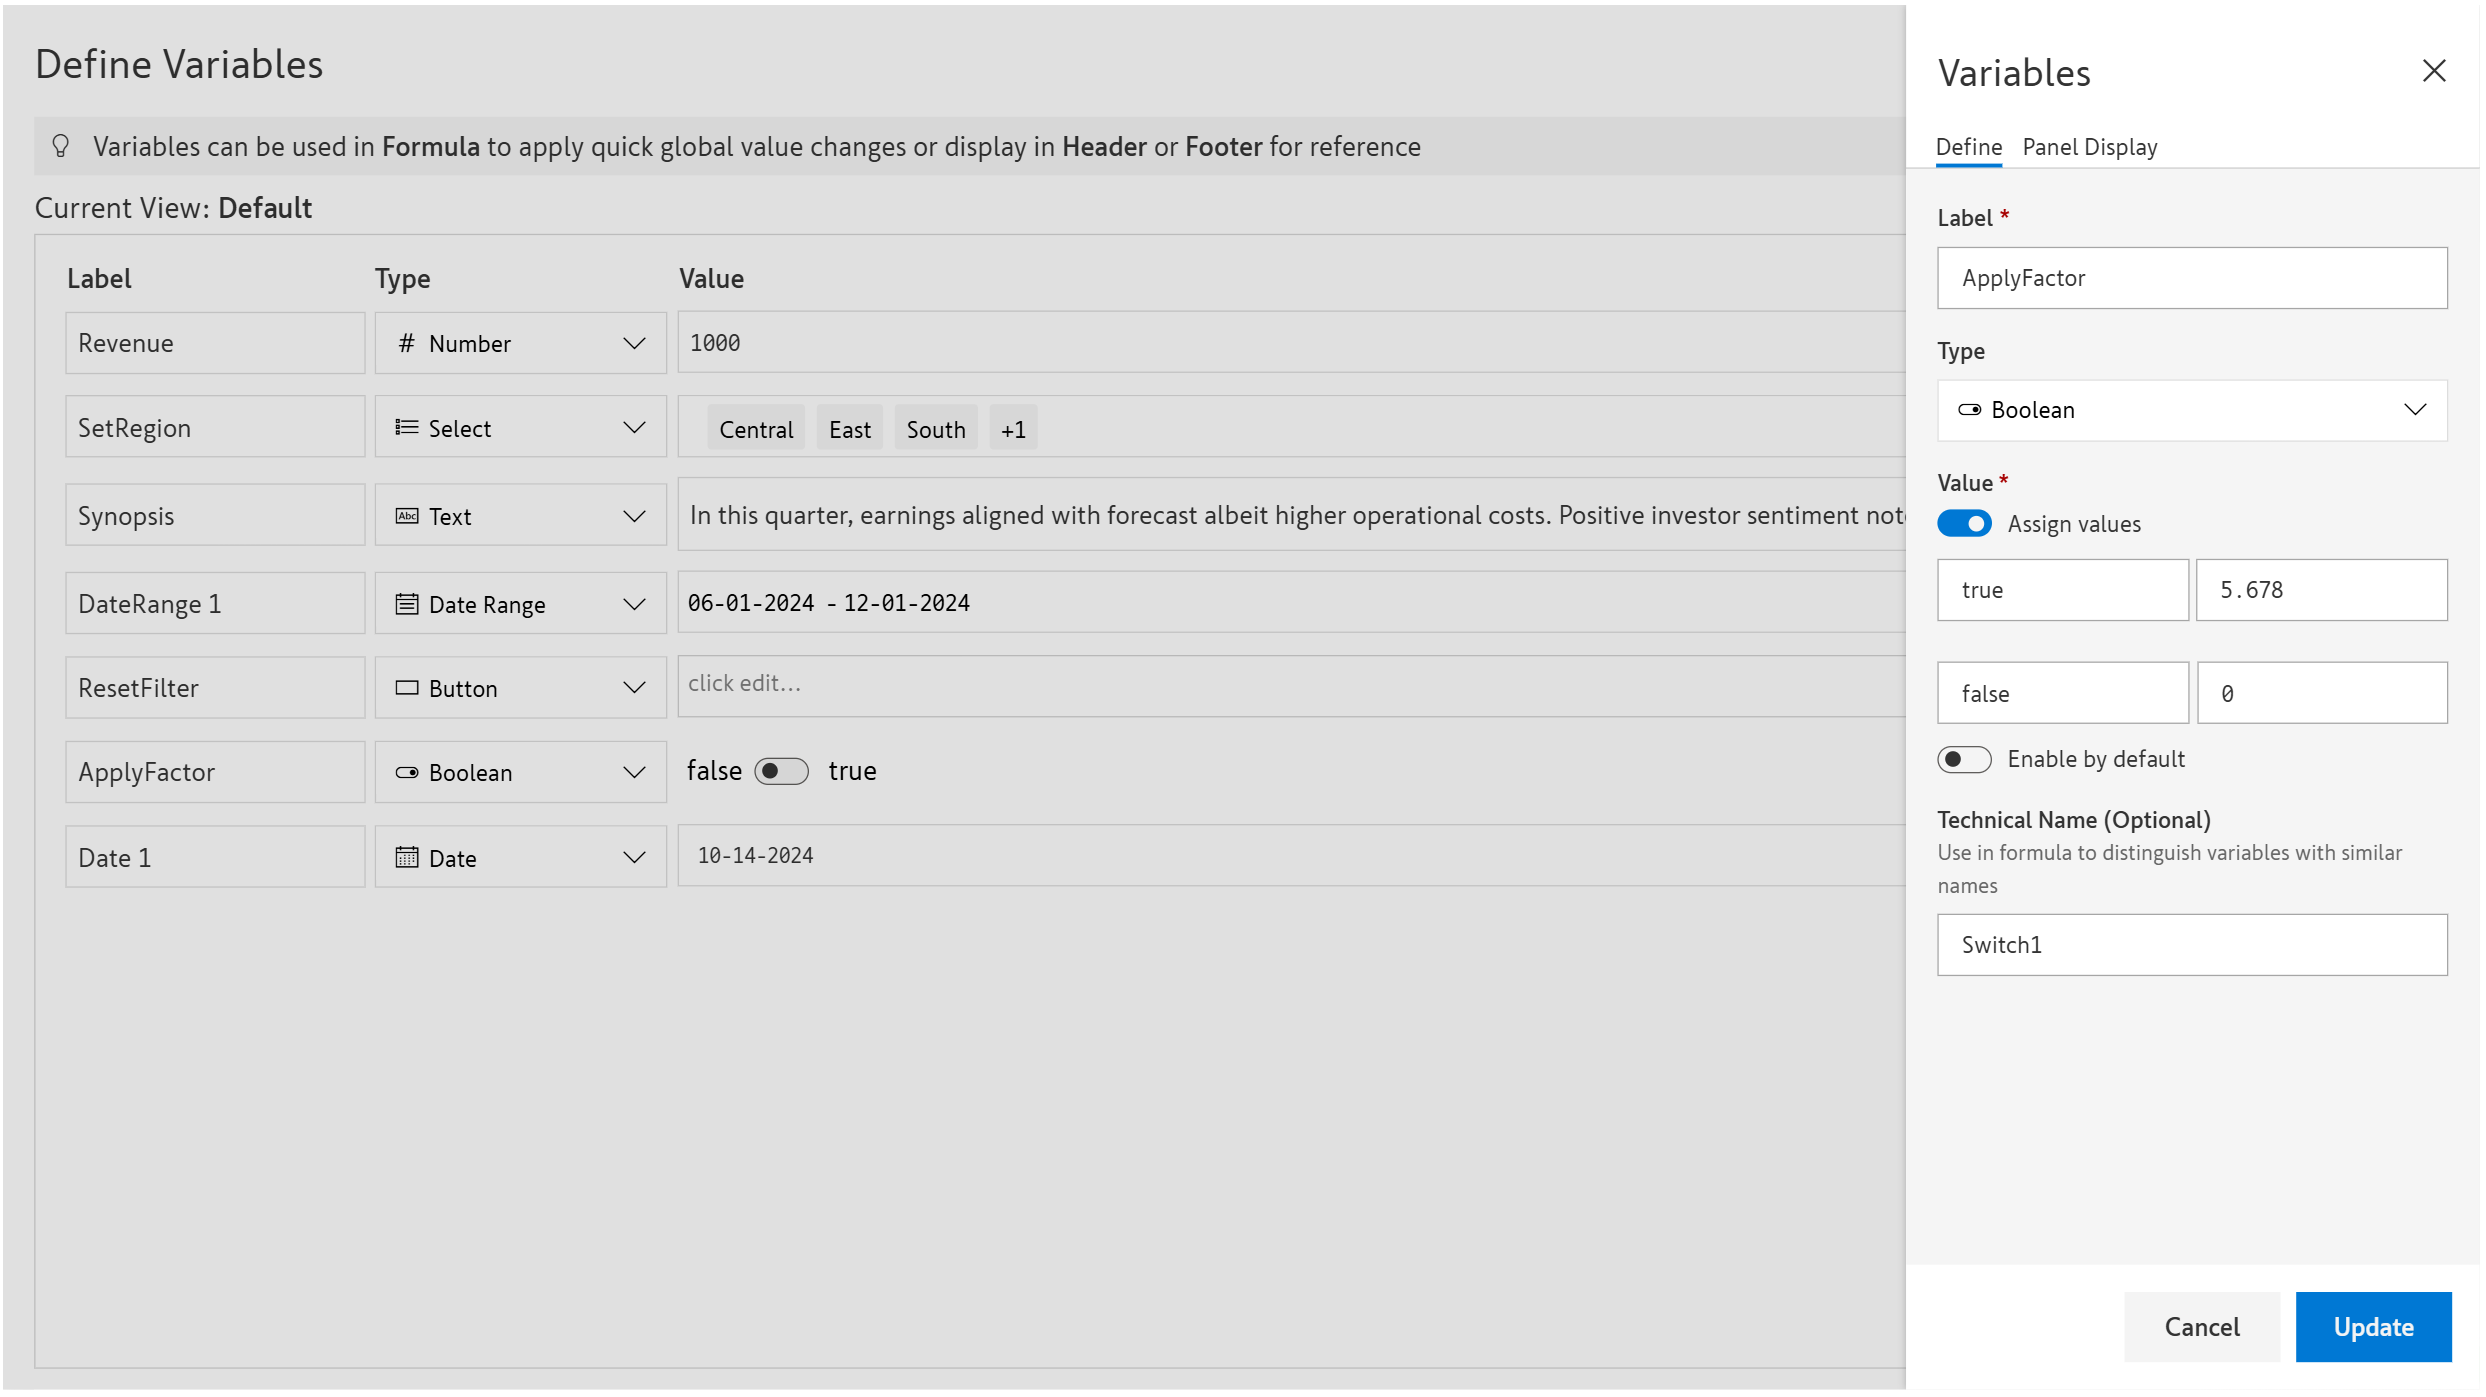 Define Variables
Variables can be used in Formula to apply quick global value changes or display in Header or Footer for reference
Current View: Default
Label Type Value
Revenue # Number 1000
SetRegion Select Central East South +1
Synopsis Abc Text In this quarter, earnings aligned with forecast albeit higher operational costs. Positive investor sentiment
DateRange 1 Date Range 06-01-2024 - 12-01-2024
ResetFilter Button click edit...
ApplyFactor Boolean false true
Date 1 Date 10-14-2024
Variables
Define Panel Display
Label *
ApplyFactor
Type
Boolean
Value *
Assign values
true 5.678
false 0
Enable by default
Technical Name (Optional)
Use in formula to distinguish variables with similar
names
Switch1
Cancel Update